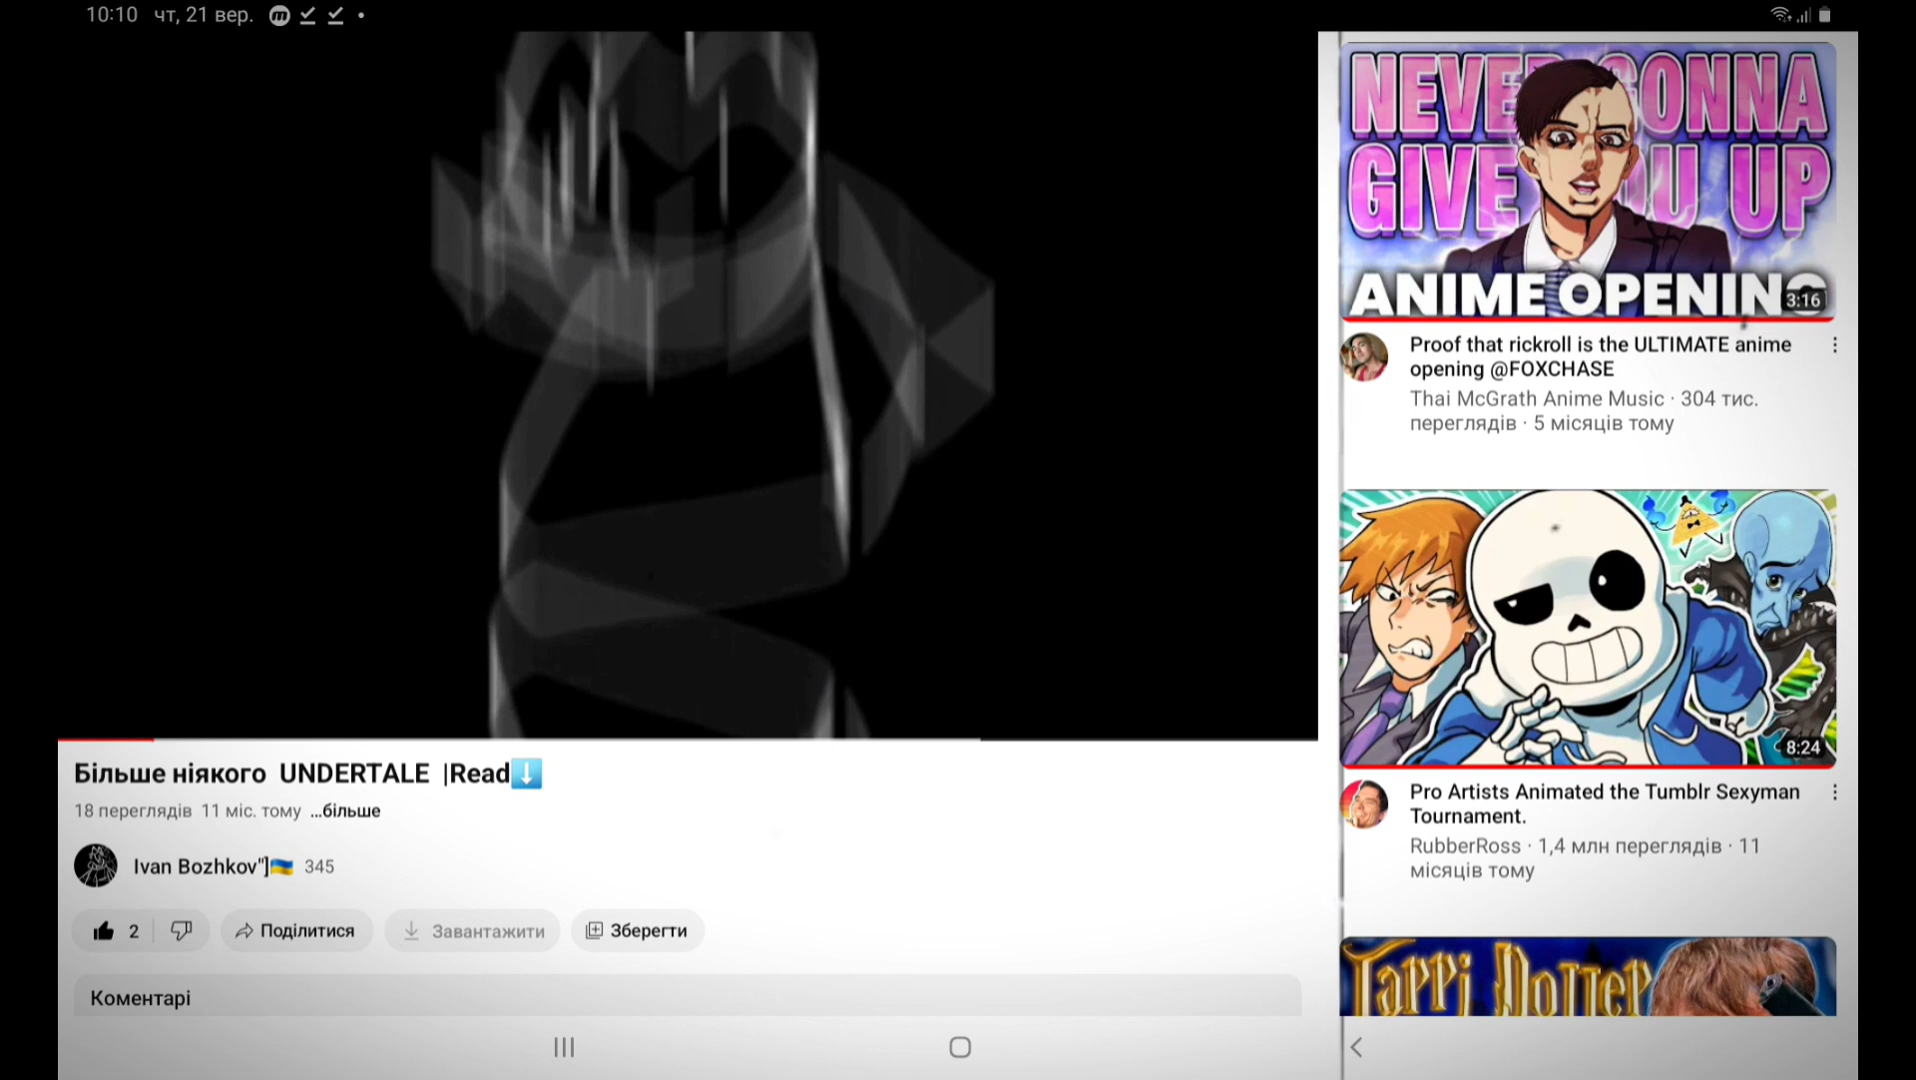 10:10 чт, 21 вер.
NEVER GONNA
GIVE YOU UP
ANIME OPENING
3:16
Proof that rickroll is the ULTIMATE anime
opening @FOXCHASE
Thai McGrath Anime Music · 304 тис.
переглядів · 5 місяців тому
8:24
Pro Artists Animated the Tumblr Sexyman
Tournament.
RubberRoss · 1,4 млн переглядів · 11
місяців тому
Гаррі Поттер
Більше ніякого UNDERTALE |Read⬇️
18 переглядів 11 міс. тому ...більше
Ivan Bozhkov"]🇺🇦 345
2 Поділитися Завантажити Зберегти
Коментарі